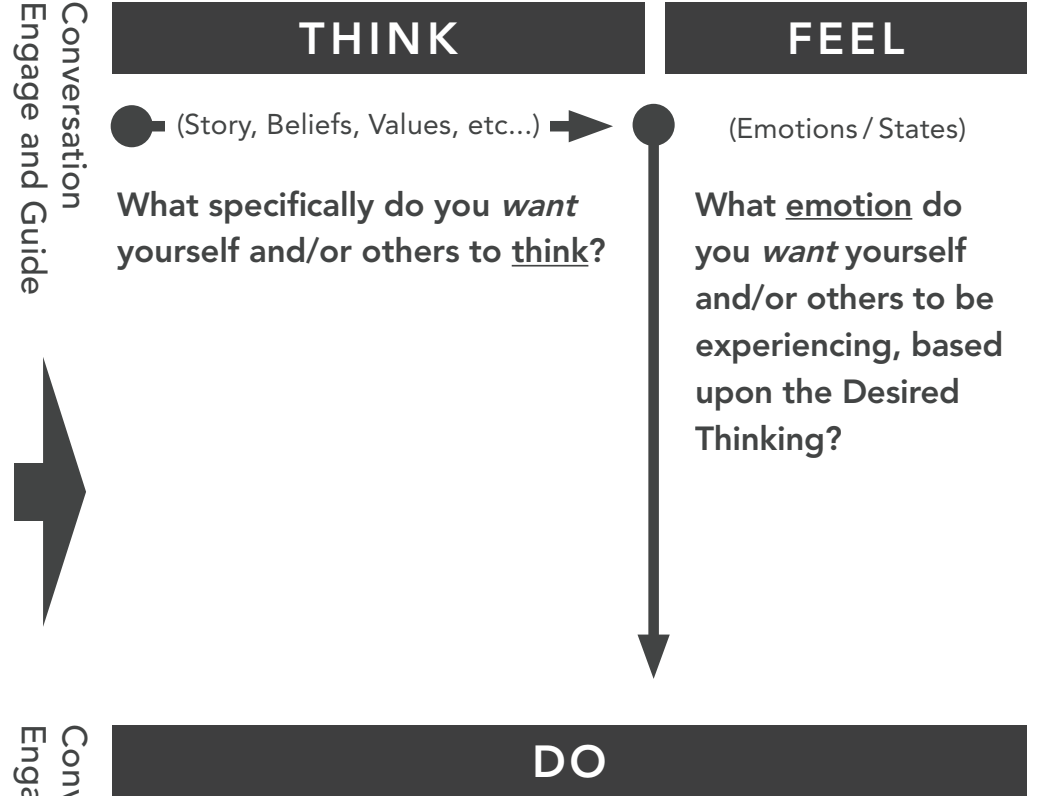 Conversation
Engage and Guide
THINK
(Story, Beliefs, Values, etc...)
What specifically do you want
yourself and/or others to think?
FEEL
(Emotions / States)
What emotion do
you want yourself
and/or others to be
experiencing, based
upon the Desired
Thinking?
DO